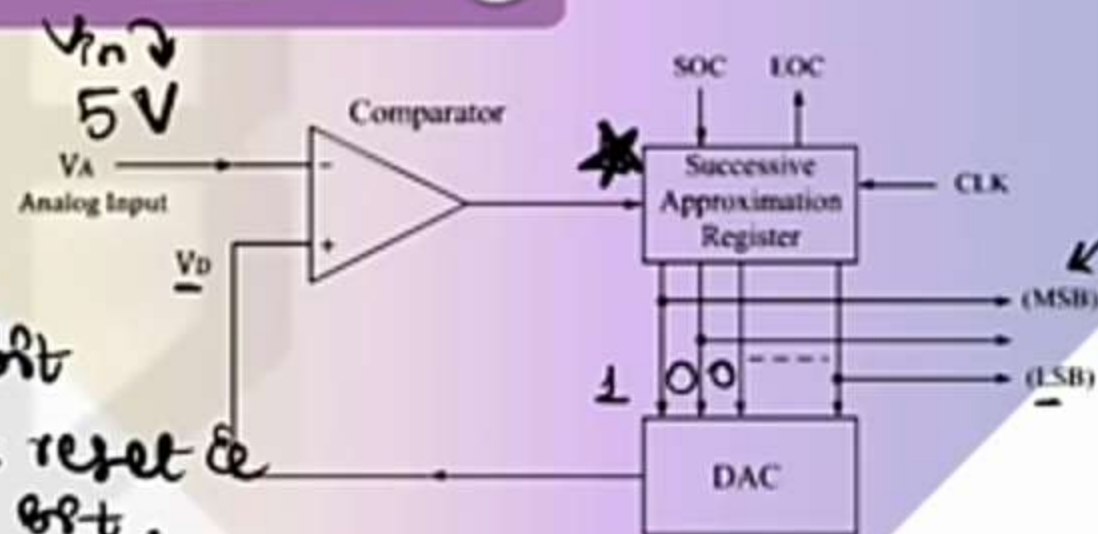 Vin
5V
Comparator
VA
Analog Input
VD
SOC EOC
Successive
Approximation
Register
CLK
(MSB)
(LSB)
1 0 0
DAC
reset &